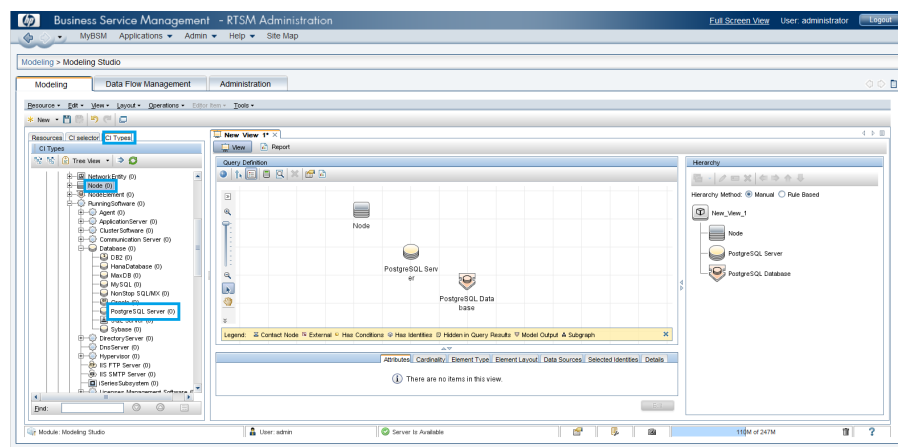 hp Business Service Management - RTSM Administration
Full Screen View User: administrator Logout
MyBSM Applications Admin Help Site Map
Modeling > Modeling Studio
Modeling Data Flow Management Administration
Resource Edit View Layout Operations Editor Item Tools
New
Resources CI selector CI Types
CI Types
Tree View
Network Entity (0)
Node (0)
NodeElement (0)
RunningSoftware (0)
Agent (0)
ApplicationServer (0)
ClusterSoftware (0)
Communication Server (0)
Database (0)
DB2 (0)
HanaDatabase (0)
MaxDB (0)
MySQL (0)
NonStop SQL/MX (0)
PostgreSQL Server (0)
Sybase (0)
DirectoryServer (0)
DnsServer (0)
Hypervisor (0)
IIS FTP Server (0)
IIS SMTP Server (0)
iSeriesSubsystem (0)
Find:
New View 1*
View Report
Query Definition
Node
PostgreSQL Serv
er
PostgreSQL Data
base
Legend: Contact Node External Has Conditions Has Identities Hidden in Query Results Model Output Subgraph
Attributes Cardinality Element Type Element Layout Data Sources Selected Identities Details
There are no items in this view.
Hierarchy
Hierarchy Method: Manual Rule Based
New_View_1
Node
PostgreSQL Server
PostgreSQL Database
Module: Modeling Studio User: admin Server Is Available 110M of 247M